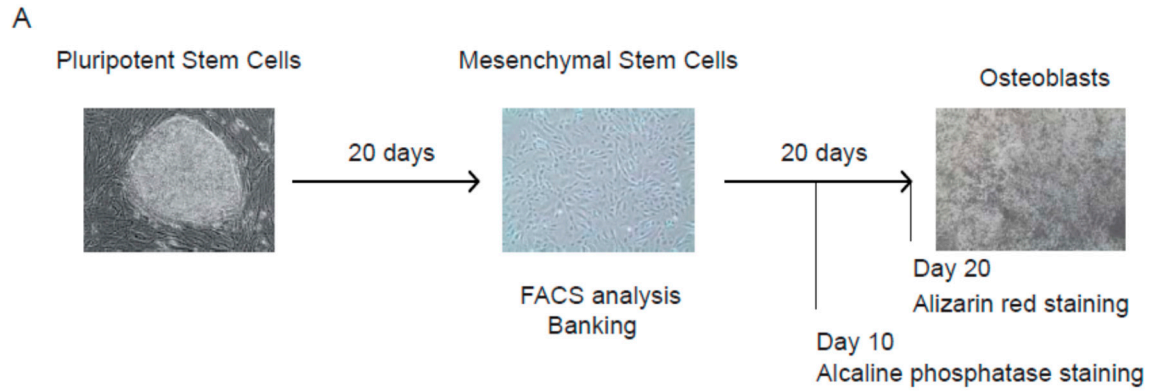 A
Pluripotent Stem Cells
Mesenchymal Stem Cells
Osteoblasts
20 days
20 days
FACS analysis
Banking
Day 20
Alizarin red staining
Day 10
Alcaline phosphatase staining